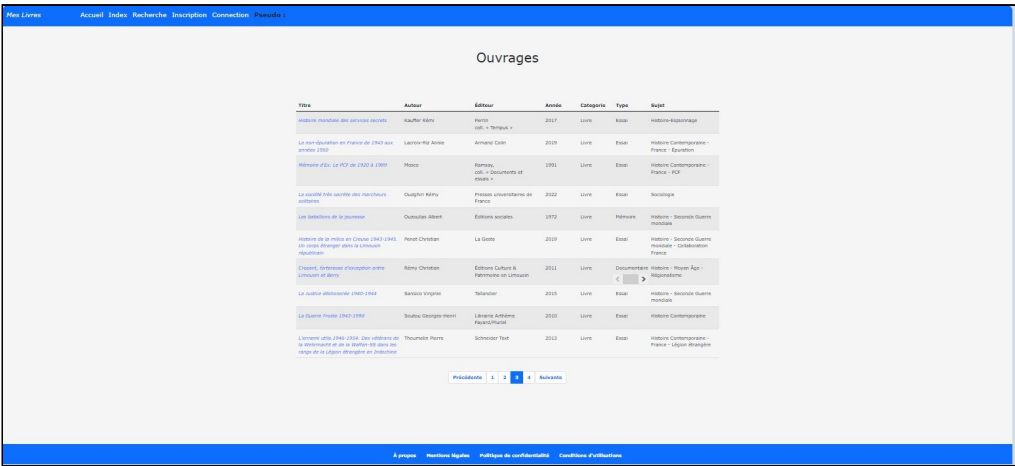 Mes Livres Accueil Index Recherche Inscription Connection Pseudo :
Ouvrages
Titre Auteur Éditeur Année Categorie Type Sujet
Histoire mondiale des services secrets Kauffer Rémi Perrin 2017 Livre Essai Histoire-Espionnage
coll. « Tempus »
La non-épuration en France de 1943 aux Lacroix-Riz Annie Armand Colin 2019 Livre Essai Histoire Contemporaine -
années 1950 France - Épuration
Mémoire d'Ex. Le PCF de 1920 à 1989 Mosco Ramsay, 1991 Livre Essai Histoire Contemporaine -
coll. « Documents et France - PCF
essais »
La société très secrète des marcheurs Oudghiri Rémy Presses universitaires de 2022 Livre Essai Sociologie
solitaires France
Les bataillons de la jeunesse Ouzoulias Albert Éditions sociales 1972 Livre Mémoire Histoire - Seconde Guerre
mondiale
Histoire de la milice en Creuse 1943-1945. Penot Christian La Geste 2019 Livre Essai Histoire - Seconde Guerre
Un corps étranger dans la Limousin mondiale - Collaboration
républicain France
Crozant, forteresse d'exception entre Rémy Christian Éditions Culture & 2011 Livre Documentaire Histoire - Moyen Âge -
Limousin et Berry Patrimoine en Limousin Régionalisme
La Justice déshonorée 1940-1944 Sansico Virginie Tallandier 2015 Livre Essai Histoire - Seconde Guerre
mondiale
La Guerre froide 1943-1990 Soutou Georges-Henri Librairie Arthème 2010 Livre Essai Histoire Contemporaine
Fayard/Pluriel
L'ennemi utile 1946-1954. Des vétérans de Thoumelin Pierre Schneider Text 2013 Livre Essai Histoire Contemporaine -
la Wehrmacht et de la Waffen-SS dans les France - Légion étrangère
rangs de la Légion étrangère en Indochine
Précédente 1 2 3 4 Suivante
À propos Mentions légales Politique de confidentialité Conditions d'utilisations